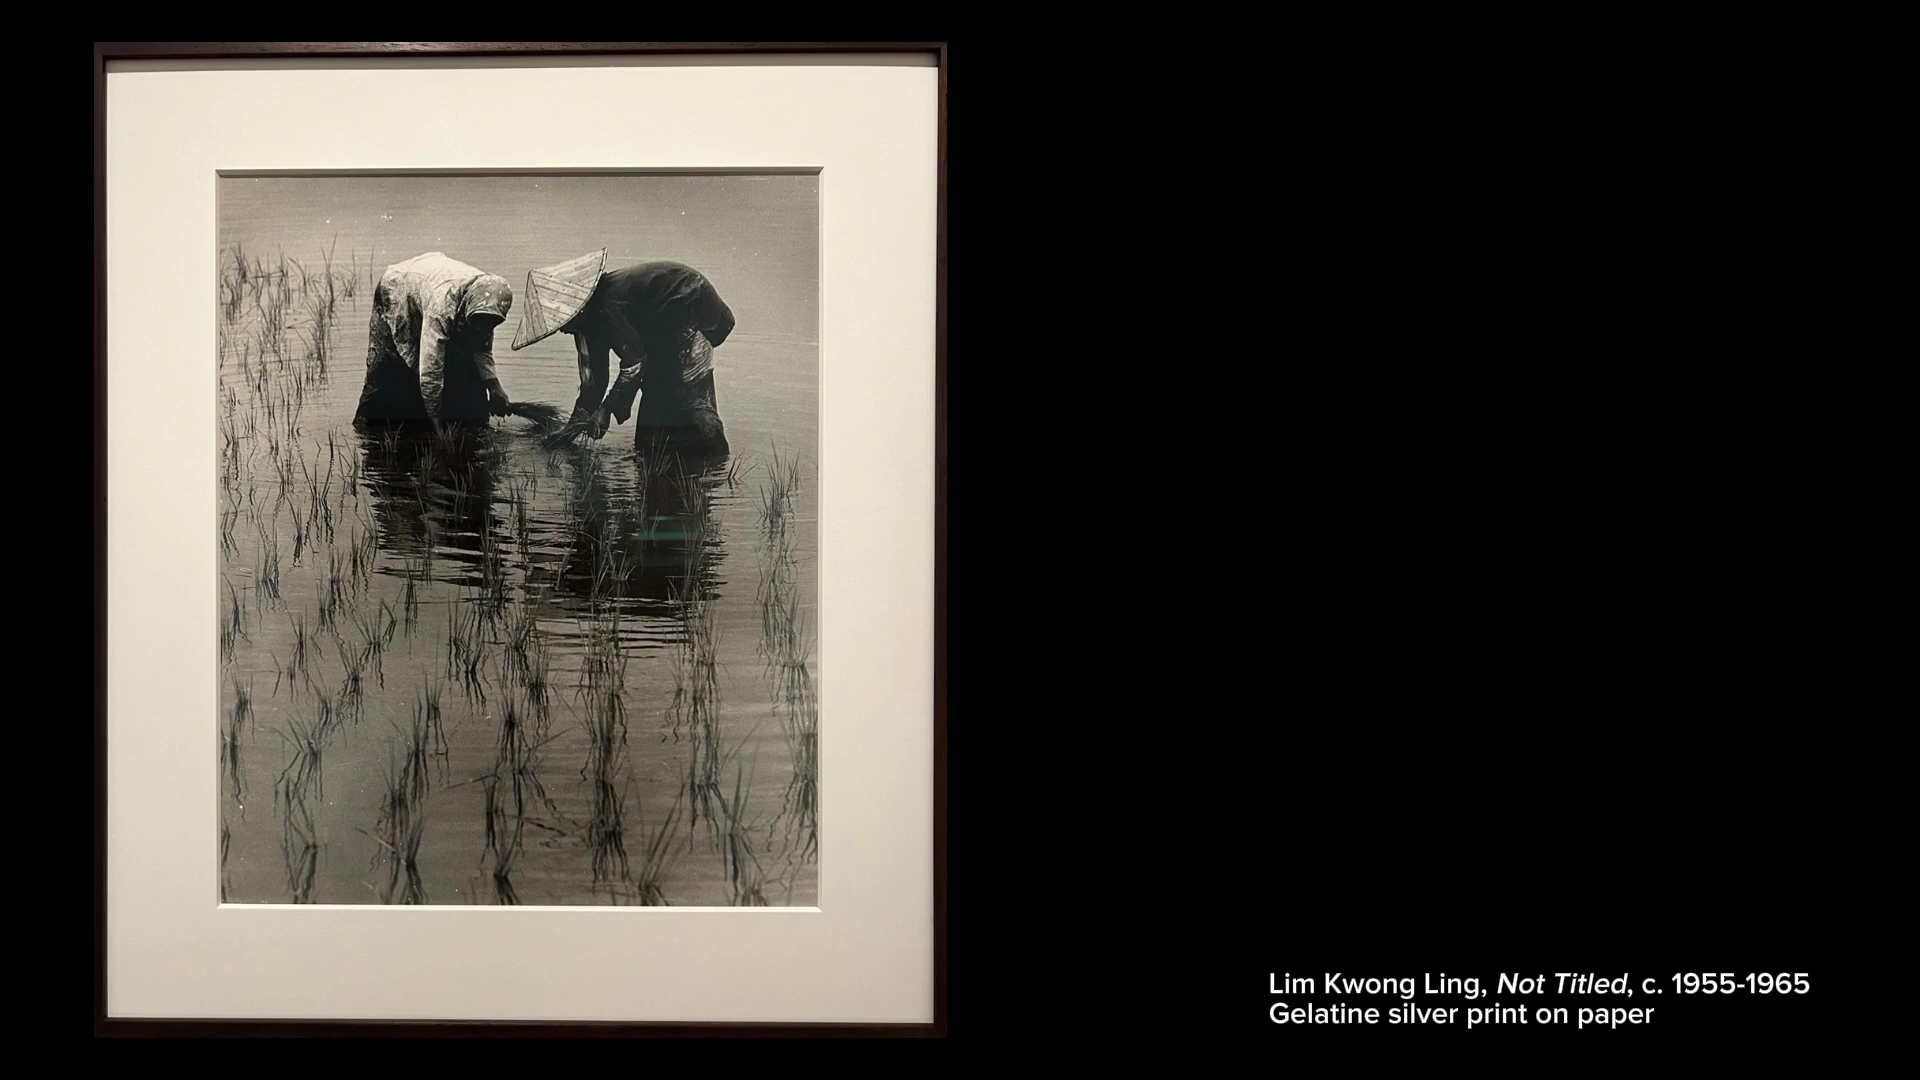 Lim Kwong Ling, Not Titled, c. 1955-1965
Gelatine silver print on paper